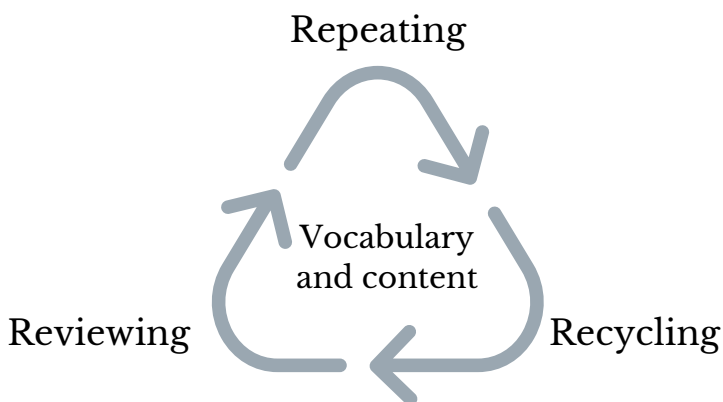 Repeating
Vocabulary
and content
Reviewing
Recycling